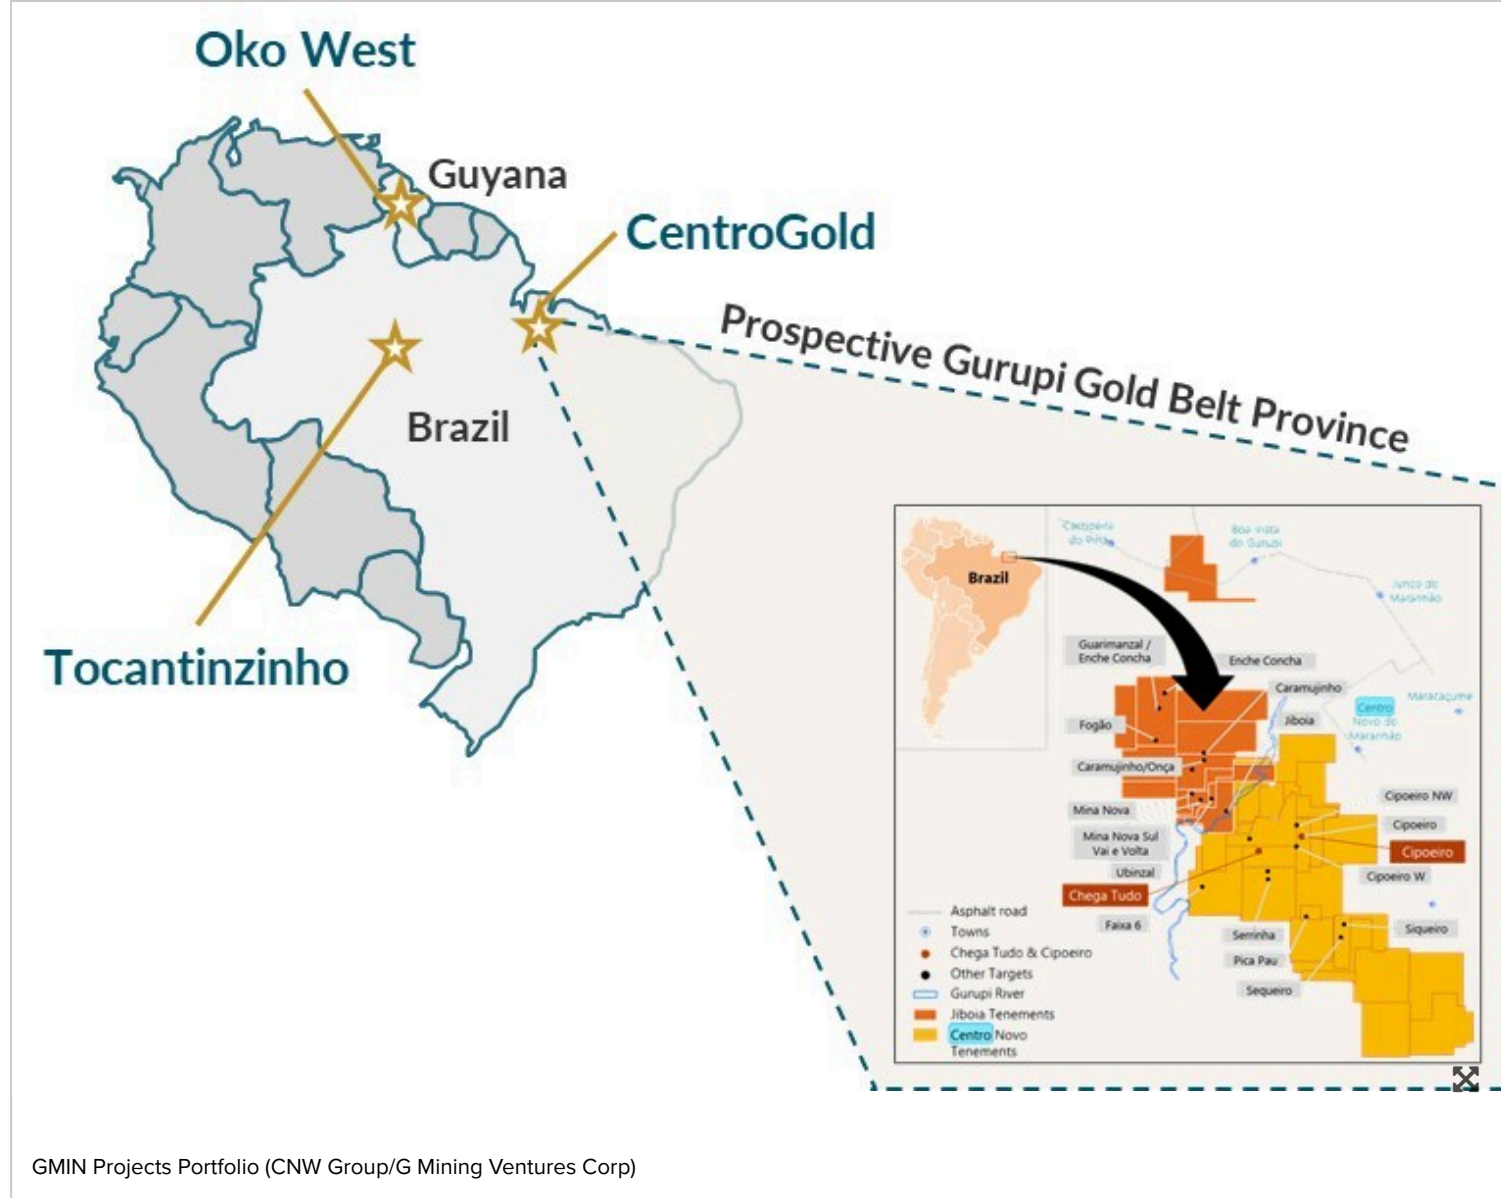 Oko West
Guyana
CentroGold
Prospective Gurupi Gold Belt Province
Brazil
Tocantinzinho
Brazil
Boa Vista
do Gurupi
Junco do
Maranhão
Guarimanzal /
Enche Concha
Enche Concha
Caramujinho
Maracaçumé
Centro
Novo do
Maranhão
Jiboia
Fogão
Caramujinho/Onça
Cipoeiro NW
Mina Nova
Cipoeiro
Mina Nova Sul
Vai e Volta
Cipoeiro
Ubinzal
Cipoeiro W
Chega Tudo
Faixa 6
Serrinha
Siqueiro
Pica Pau
Sequeiro
Asphalt road
Towns
Chega Tudo & Cipoeiro
Other Targets
Gurupi River
Jiboia Tenements
Centro Novo
Tenements
GMIN Projects Portfolio (CNW Group/G Mining Ventures Corp)